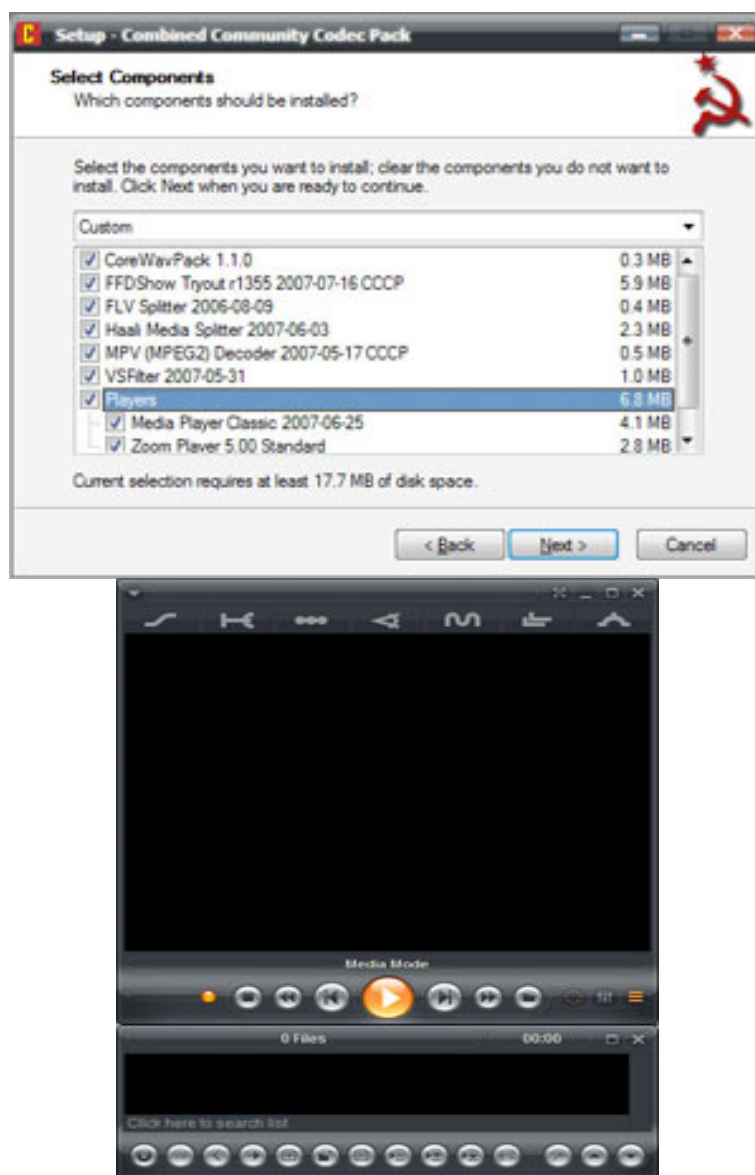 Setup - Combined Community Codec Pack
Select Components
Which components should be installed?
Select the components you want to install; clear the components you do not want to
install. Click Next when you are ready to continue.
Custom
CoreWavPack 1.1.0 0.3 MB
FFDShow Tryout r1355 2007-07-16 CCCP 5.9 MB
FLV Splitter 2006-08-09 0.4 MB
Haali Media Splitter 2007-06-03 2.3 MB
MPV (MPEG2) Decoder 2007-05-17 CCCP 0.5 MB
VSFilter 2007-05-31 1.0 MB
Players 6.8 MB
Media Player Classic 2007-06-25 4.1 MB
Zoom Player 5.00 Standard 2.8 MB
Current selection requires at least 17.7 MB of disk space.
< Back Next > Cancel
Media Mode
0 Files 00:00
Click here to search list